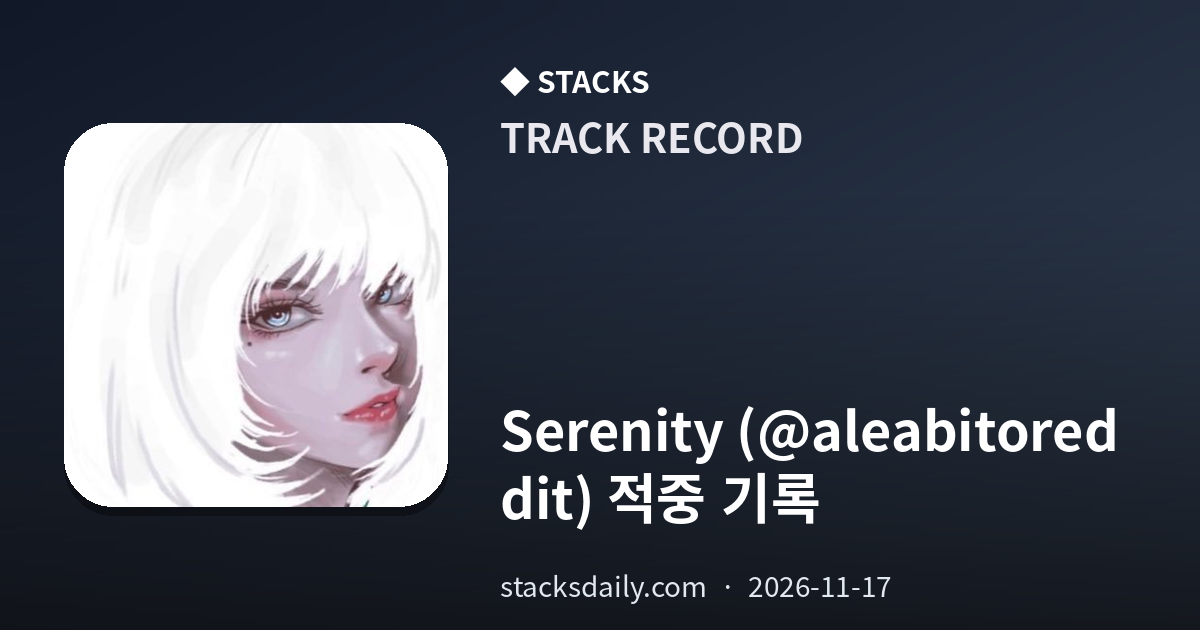 ◆ STACKS
TRACK RECORD
Serenity (@aleabitored
dit) 적중 기록
stacksdaily.com · 2026-11-17